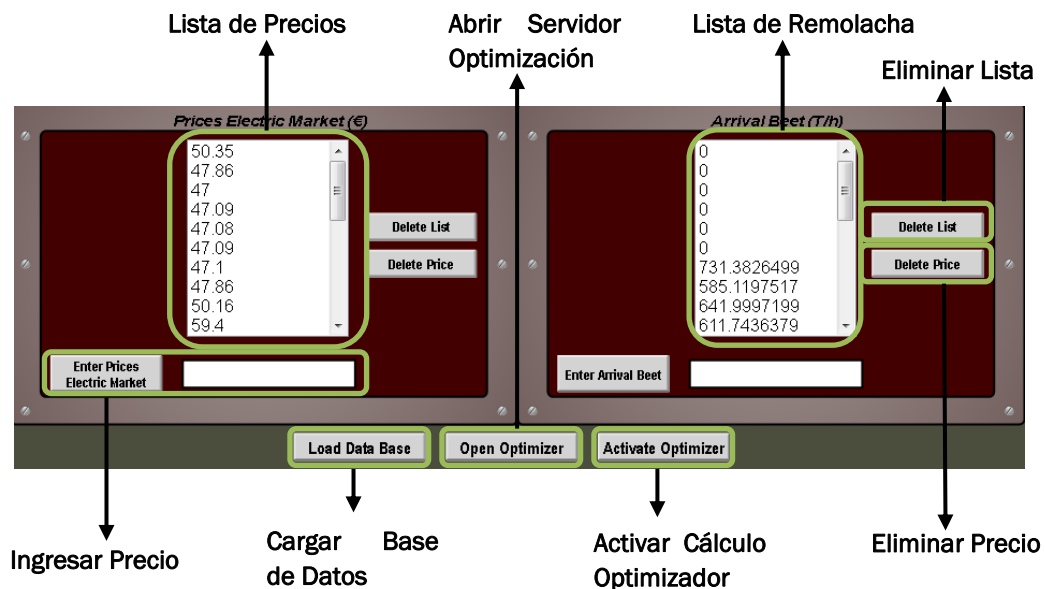 Lista de Precios
Abrir Servidor
Optimización
Lista de Remolacha
Eliminar Lista
Prices Electric Market (€)
50.35
47.86
47
47.09
47.08
47.09
47.1
47.86
50.16
59.4
Delete List
Delete Price
Enter Prices
Electric Market
Arrival Beet (T/h)
0
0
0
0
0
0
731.3826499
585.1197517
641.9997199
611.7436379
Delete List
Delete Price
Enter Arrival Beet
Load Data Base
Open Optimizer
Activate Optimizer
Ingresar Precio
Cargar Base
de Datos
Activar Cálculo
Optimizador
Eliminar Precio